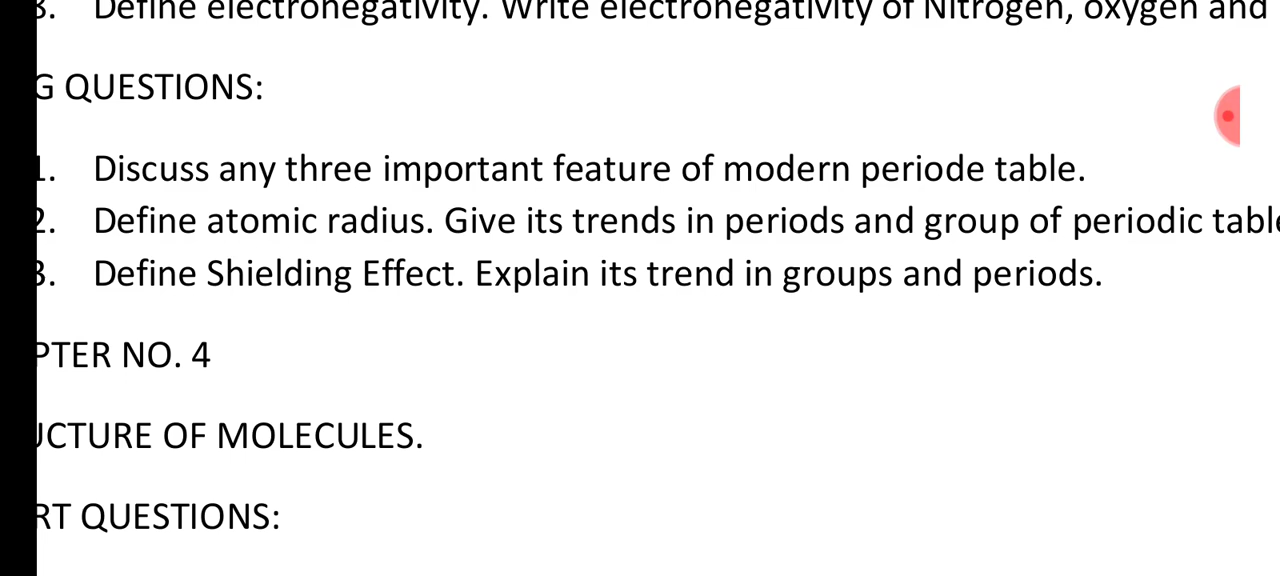 3. Define electronegativity. Write electronegativity of Nitrogen, oxygen and
G QUESTIONS:
1. Discuss any three important feature of modern periode table.
2. Define atomic radius. Give its trends in periods and group of periodic table
3. Define Shielding Effect. Explain its trend in groups and periods.
PTER NO. 4
UCTURE OF MOLECULES.
RT QUESTIONS: